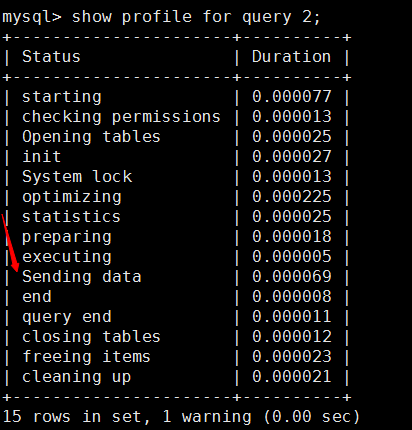 mysql> show profile for query 2;
+----------------------+----------+
| Status               | Duration |
+----------------------+----------+
| starting             | 0.000077 |
| checking permissions | 0.000013 |
| Opening tables       | 0.000025 |
| init                 | 0.000027 |
| System lock          | 0.000013 |
| optimizing           | 0.000225 |
| statistics           | 0.000025 |
| preparing            | 0.000018 |
| executing            | 0.000005 |
| Sending data         | 0.000069 |
| end                  | 0.000008 |
| query end            | 0.000011 |
| closing tables       | 0.000012 |
| freeing items        | 0.000023 |
| cleaning up          | 0.000021 |
+----------------------+----------+
15 rows in set, 1 warning (0.00 sec)